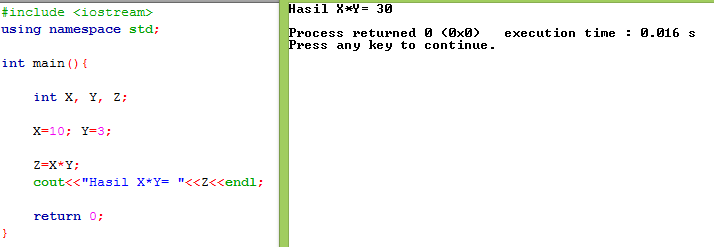 #include <iostream>
using namespace std;
int main(){
int X, Y, Z;
X=10; Y=3;
Z=X*Y;
cout<<"Hasil X*Y= "<<Z<<endl;
return 0;
}
Hasil X*Y= 30
Process returned 0 (0x0)   execution time : 0.016 s
Press any key to continue.